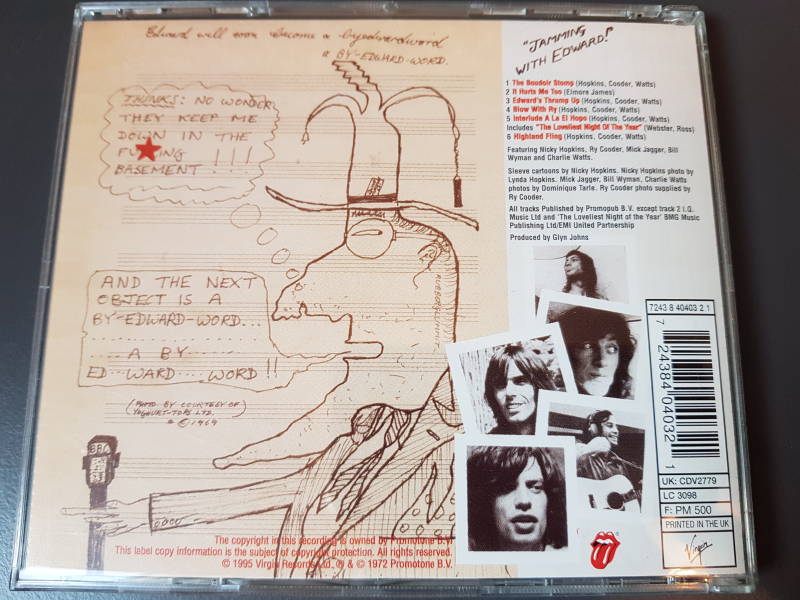 Edward will soon become a byedwardword
a BY-EDWARD-WORD.
THINKS: NO WONDER
THEY KEEP ME
DOWN IN THE
FU★ING
BASEMENT!!!
AND THE NEXT
OBJECT IS A
BY-EDWARD-WORD...
A BY
ED...WARD....WORD!!
(PHOTO BY COURTESY OF
YOGHURT-TOPS LTD.
© 1969
"JAMMING
WITH EDWARD!"
1 The Boudoir Stomp (Hopkins, Cooder, Watts)
2 It Hurts Me Too (Elmore James)
3 Edward's Thrump Up (Hopkins, Cooder, Watts)
4 Blow With Ry (Hopkins, Cooder, Watts)
5 Interlude A La El Hopo (Hopkins, Cooder, Watts)
Includes "The Loveliest Night Of The Year" (Webster, Ross)
6 Highland Fling (Hopkins, Cooder, Watts)
Featuring Nicky Hopkins, Ry Cooder, Mick Jagger, Bill
Wyman and Charlie Watts.
Sleeve cartoons by Nicky Hopkins. Nicky Hopkins photo by
Lynda Hopkins. Mick Jagger, Bill Wyman, Charlie Watts
photos by Dominique Tarle. Ry Cooder photo supplied by
Ry Cooder.
All tracks Published by Promopub B.V. except track 2 I.Q.
Music Ltd and 'The Loveliest Night of the Year' BMG Music
Publishing Ltd/EMI United Partnership
Produced by Glyn Johns
7243 8 40403 2 1
7 24384 04032 1
UK: CDV2779
LC 3098
F: PM 500
PRINTED IN THE UK
Virgin
The copyright in this recording is owned by Promotone B.V.
This label copy information is the subject of copyright protection. All rights reserved.
© 1995 Virgin Records Ltd. ℗ & © 1972 Promotone B.V.